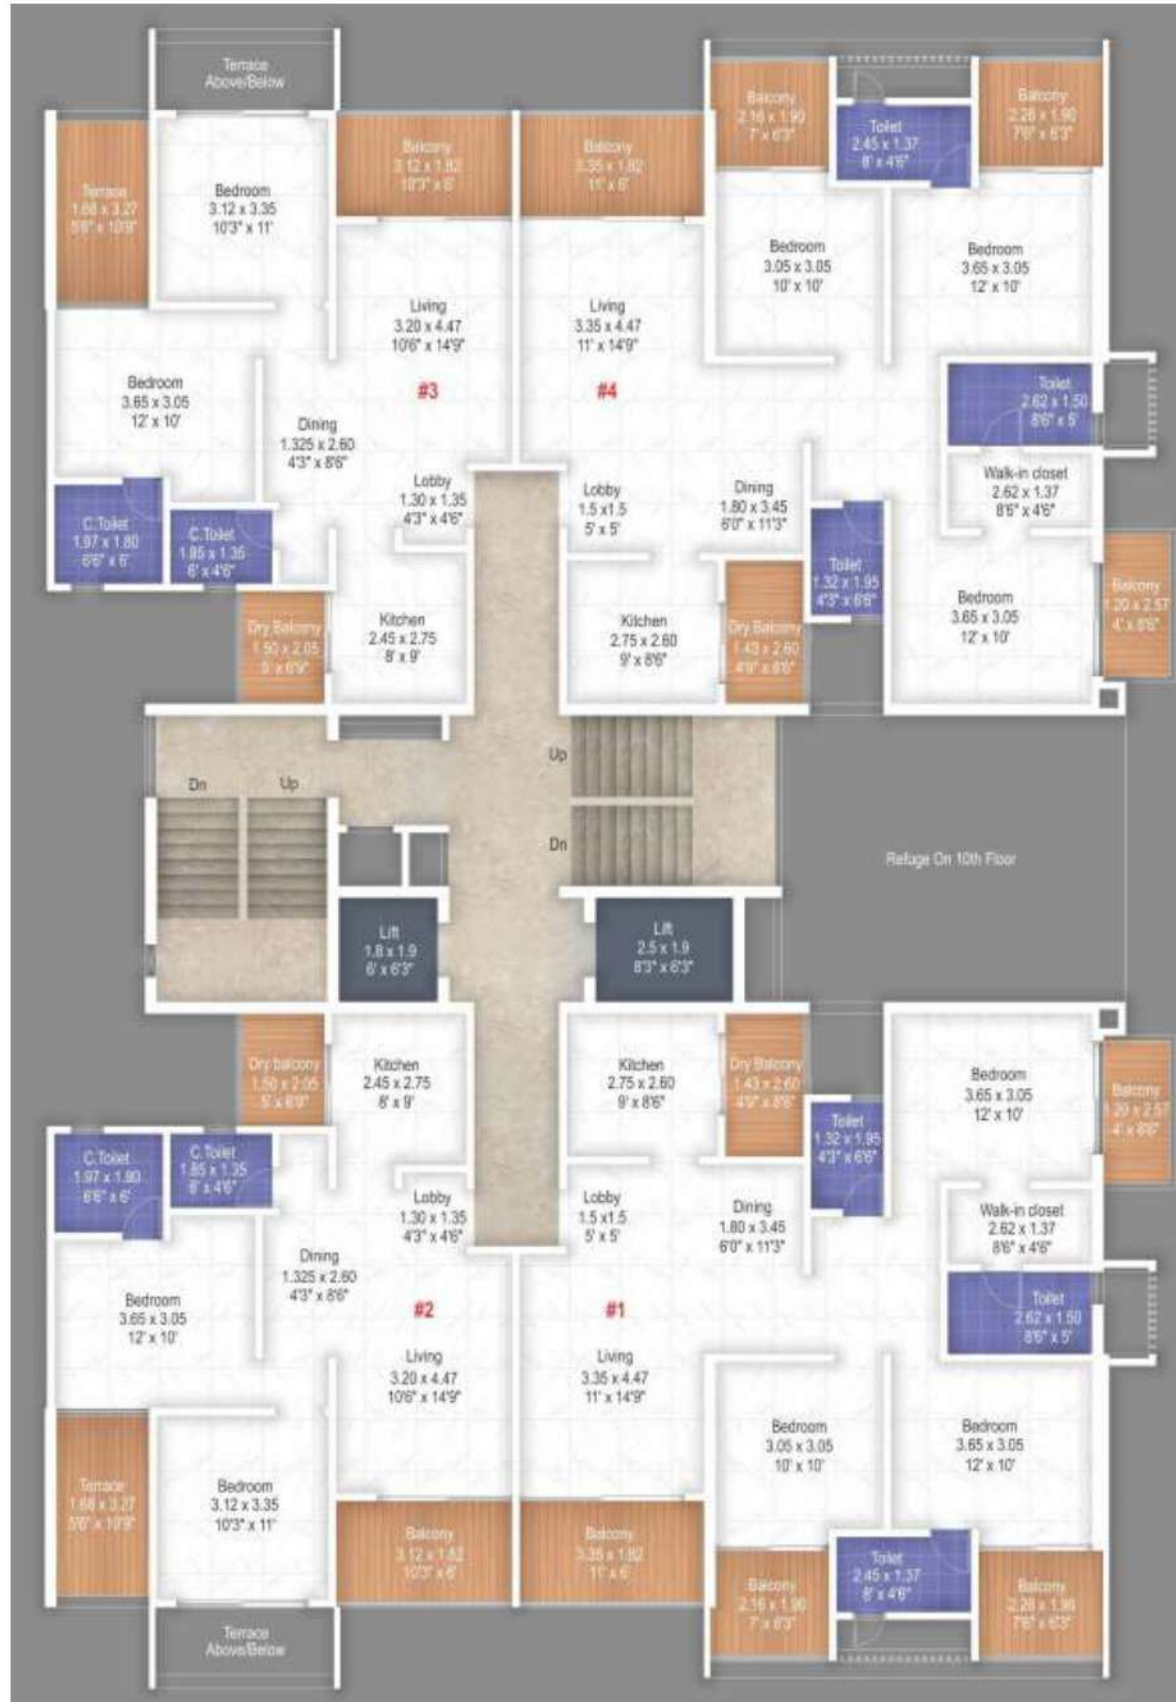 Terrace
Above/Below
Balcony
2.16 x 1.90
7' x 6'3"
Toilet
2.45 x 1.37
8' x 4'6"
Balcony
2.28 x 1.90
7'6" x 6'3"
Terrace
1.68 x 3.27
5'6" x 10'9"
Bedroom
3.12 x 3.35
10'3" x 11'
Balcony
3.12 x 1.82
10'3" x 6'
Balcony
3.35 x 1.82
11' x 6'
Bedroom
3.05 x 3.05
10' x 10'
Bedroom
3.65 x 3.05
12' x 10'
Living
3.20 x 4.47
10'6" x 14'9"
#3
Living
3.35 x 4.47
11' x 14'9"
#4
Bedroom
3.65 x 3.05
12' x 10'
Toilet
2.62 x 1.50
8'6" x 5'
Dining
1.325 x 2.60
4'3" x 8'6"
Lobby
1.30 x 1.35
4'3" x 4'6"
Lobby
1.5 x1.5
5' x 5'
Dining
1.80 x 3.45
6'0" x 11'3"
Walk-in closet
2.62 x 1.37
8'6" x 4'6"
C.Toilet
1.97 x 1.80
6'6" x 6'
C.Toilet
1.85 x 1.35
6' x 4'6"
Toilet
1.32 x 1.95
4'3" x 6'6"
Balcony
1.20 x 2.57
4' x 8'6"
Dry Balcony
1.50 x 2.05
5' x 6'9"
Kitchen
2.45 x 2.75
8' x 9'
Kitchen
2.75 x 2.60
9' x 8'6"
Dry Balcony
1.43 x 2.60
4'9" x 8'6"
Bedroom
3.65 x 3.05
12' x 10'
Up
Dn
Up
Dn
Refuge On 10th Floor
Lift
1.8 x 1.9
6' x 6'3"
Lift
2.5 x 1.9
8'3" x 6'3"
Dry balcony
1.50 x 2.05
5' x 6'9"
Kitchen
2.45 x 2.75
8' x 9'
Kitchen
2.75 x 2.60
9' x 8'6"
Dry Balcony
1.43 x 2.60
4'9" x 8'6"
Bedroom
3.65 x 3.05
12' x 10'
Balcony
1.20 x 2.57
4' x 8'6"
C.Toilet
1.97 x 1.80
6'6" x 6'
C.Toilet
1.85 x 1.35
6' x 4'6"
Toilet
1.32 x 1.95
4'3" x 6'6"
Lobby
1.30 x 1.35
4'3" x 4'6"
Lobby
1.5 x1.5
5' x 5'
Dining
1.80 x 3.45
6'0" x 11'3"
Walk-in closet
2.62 x 1.37
8'6" x 4'6"
Dining
1.325 x 2.60
4'3" x 8'6"
Bedroom
3.65 x 3.05
12' x 10'
#2
#1
Toilet
2.62 x 1.50
8'6" x 5'
Living
3.20 x 4.47
10'6" x 14'9"
Living
3.35 x 4.47
11' x 14'9"
Bedroom
3.05 x 3.05
10' x 10'
Bedroom
3.65 x 3.05
12' x 10'
Terrace
1.68 x 3.27
5'6" x 10'9"
Bedroom
3.12 x 3.35
10'3" x 11'
Balcony
3.12 x 1.82
10'3" x 6'
Balcony
3.35 x 1.82
11' x 6'
Balcony
2.16 x 1.90
7' x 6'3"
Toilet
2.45 x 1.37
8' x 4'6"
Balcony
2.28 x 1.90
7'6" x 6'3"
Terrace
Above/Below